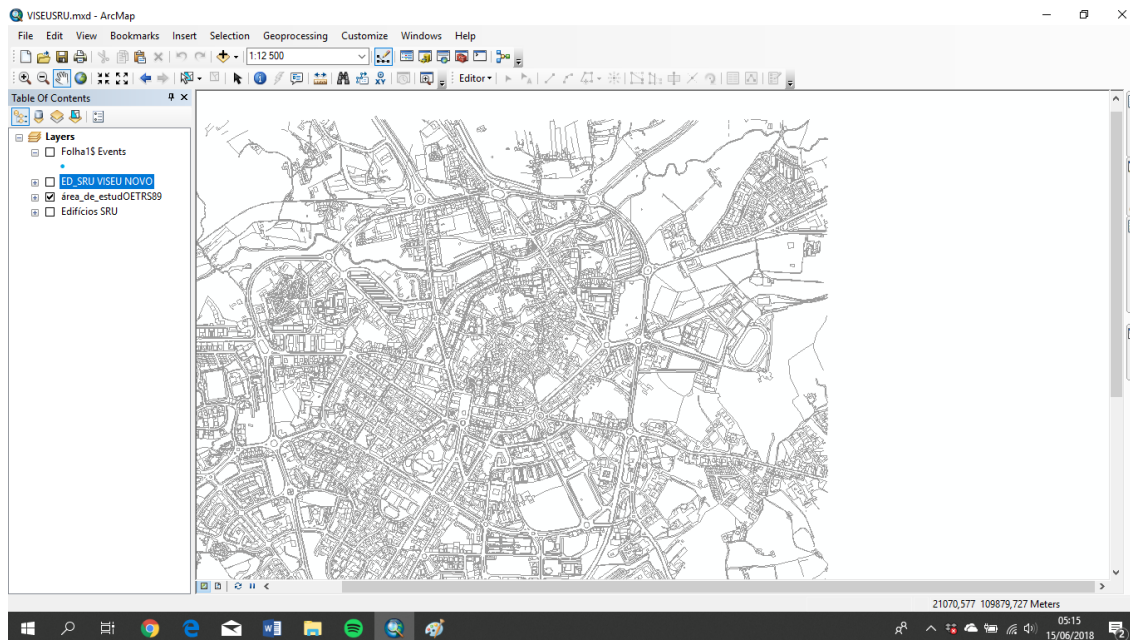 VISEUSRU.mxd - ArcMap
File Edit View Bookmarks Insert Selection Geoprocessing Customize Windows Help
1:12 500
Editor
Table Of Contents
Layers
Folha1$ Events
ED_SRU VISEU NOVO
área_de_estudOETRS89
Edifícios SRU
21070,577 109879,727 Meters
05:15
15/06/2018
2